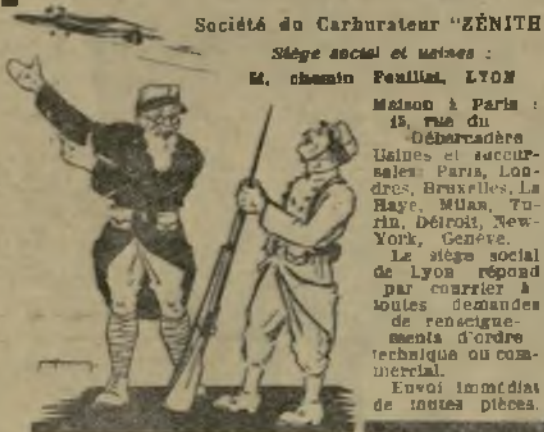 Société du Carburateur "ZÉNITH
Siège social et usines :
chemin Feuillat, LYON
Maison à Paris :
15, rue du
Débarcadère
Usines et succur-
sales: Paris, Lon-
dres, Bruxelles, La
Haye, Milan, Tu-
rin, Détroit, New-
York, Genève.
Le siège social
de Lyon répond
par courrier à
toutes demandes
de renseigne-
ments d'ordre
technique ou com-
mercial.
Envoi immédiat
de toutes pièces.